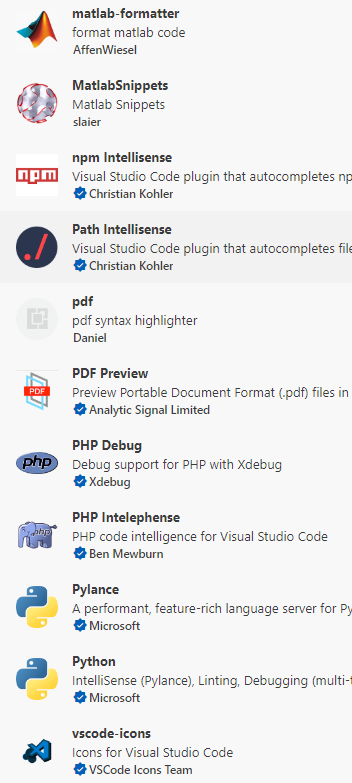 matlab-formatter
format matlab code
AffenWiesel
MatlabSnippets
Matlab Snippets
slaier
npm
npm Intellisense
Visual Studio Code plugin that autocompletes np
Christian Kohler
./
Path Intellisense
Visual Studio Code plugin that autocompletes file
Christian Kohler
pdf
pdf syntax highlighter
Daniel
PDF
PDF Preview
Preview Portable Document Format (.pdf) files in
Analytic Signal Limited
php
PHP Debug
Debug support for PHP with Xdebug
Xdebug
php
PHP Intelephense
PHP code intelligence for Visual Studio Code
Ben Mewburn
Pylance
A performant, feature-rich language server for Py
Microsoft
Python
IntelliSense (Pylance), Linting, Debugging (multi-t
Microsoft
vscode-icons
Icons for Visual Studio Code
VSCode Icons Team